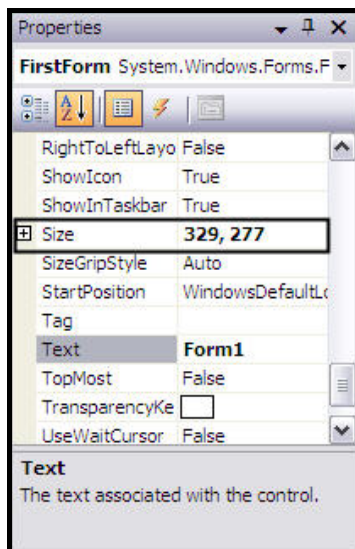 Properties
FirstForm System.Windows.Forms.F
RightToLeftLayo False
ShowIcon True
ShowInTaskbar True
Size 329, 277
SizeGripStyle Auto
StartPosition WindowsDefaultLo
Tag
Text Form1
TopMost False
TransparencyKe
UseWaitCursor False
Text
The text associated with the control.